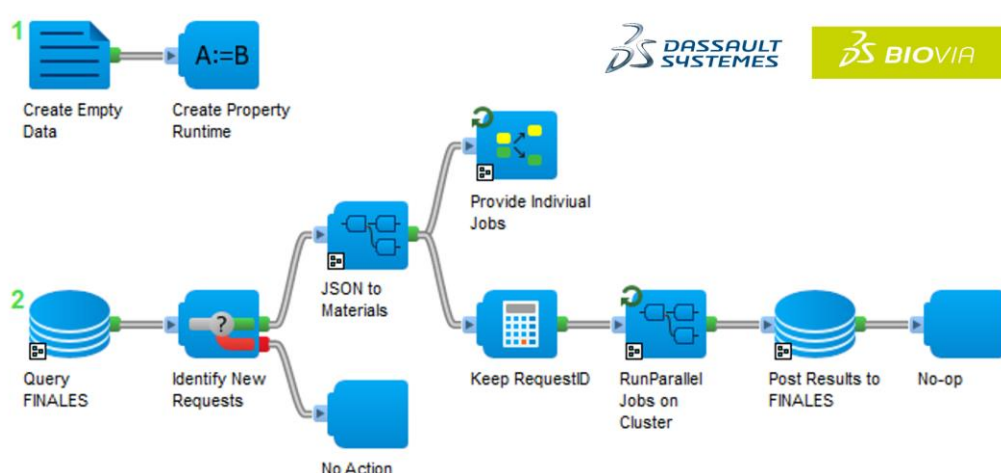 1
Create Empty
Data
A:=B
Create Property
Runtime
DASSAULT
SYSTEMES
BIOVIA
Provide Indiviual
Jobs
JSON to
Materials
2
Query
FINALES
?
Identify New
Requests
No Action
Keep RequestID
RunParallel
Jobs on
Cluster
Post Results to
FINALES
No-op